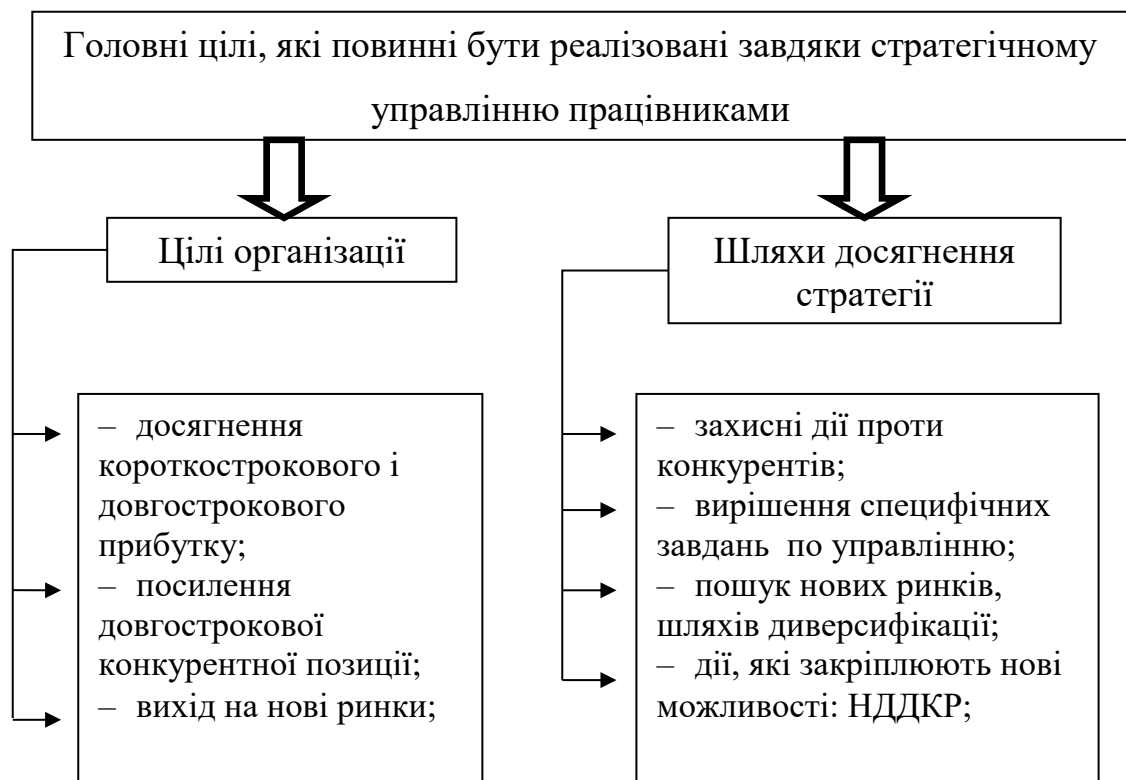 Головні цілі, які повинні бути реалізовані завдяки стратегічному
управлінню працівниками
Цілі організації
– досягнення
короткострокового і
довгострокового
прибутку;
– посилення
довгострокової
конкурентної позиції;
– вихід на нові ринки;
Шляхи досягнення
стратегії
– захисні дії проти
конкурентів;
– вирішення специфічних
завдань по управлінню;
– пошук нових ринків,
шляхів диверсифікації;
– дії, які закріплюють нові
можливості: НДДКР;